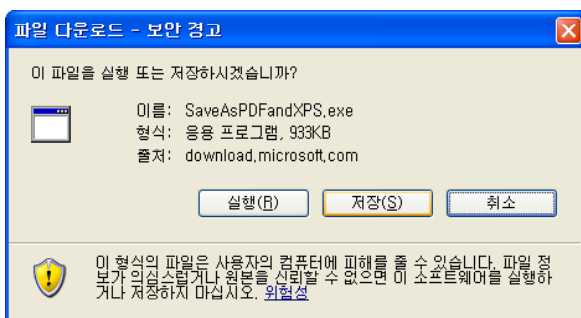 파일 다운로드 - 보안 경고
이 파일을 실행 또는 저장하시겠습니까?
이름: SaveAsPDFandXPS.exe
형식: 응용 프로그램, 933KB
출처: download.microsoft.com
실행(R) 저장(S) 취소
이 형식의 파일은 사용자의 컴퓨터에 피해를 줄 수 있습니다. 파일 정
보가 의심스럽거나 원본을 신뢰할 수 없으면 이 소프트웨어를 실행하
거나 저장하지 마십시오. 위험성